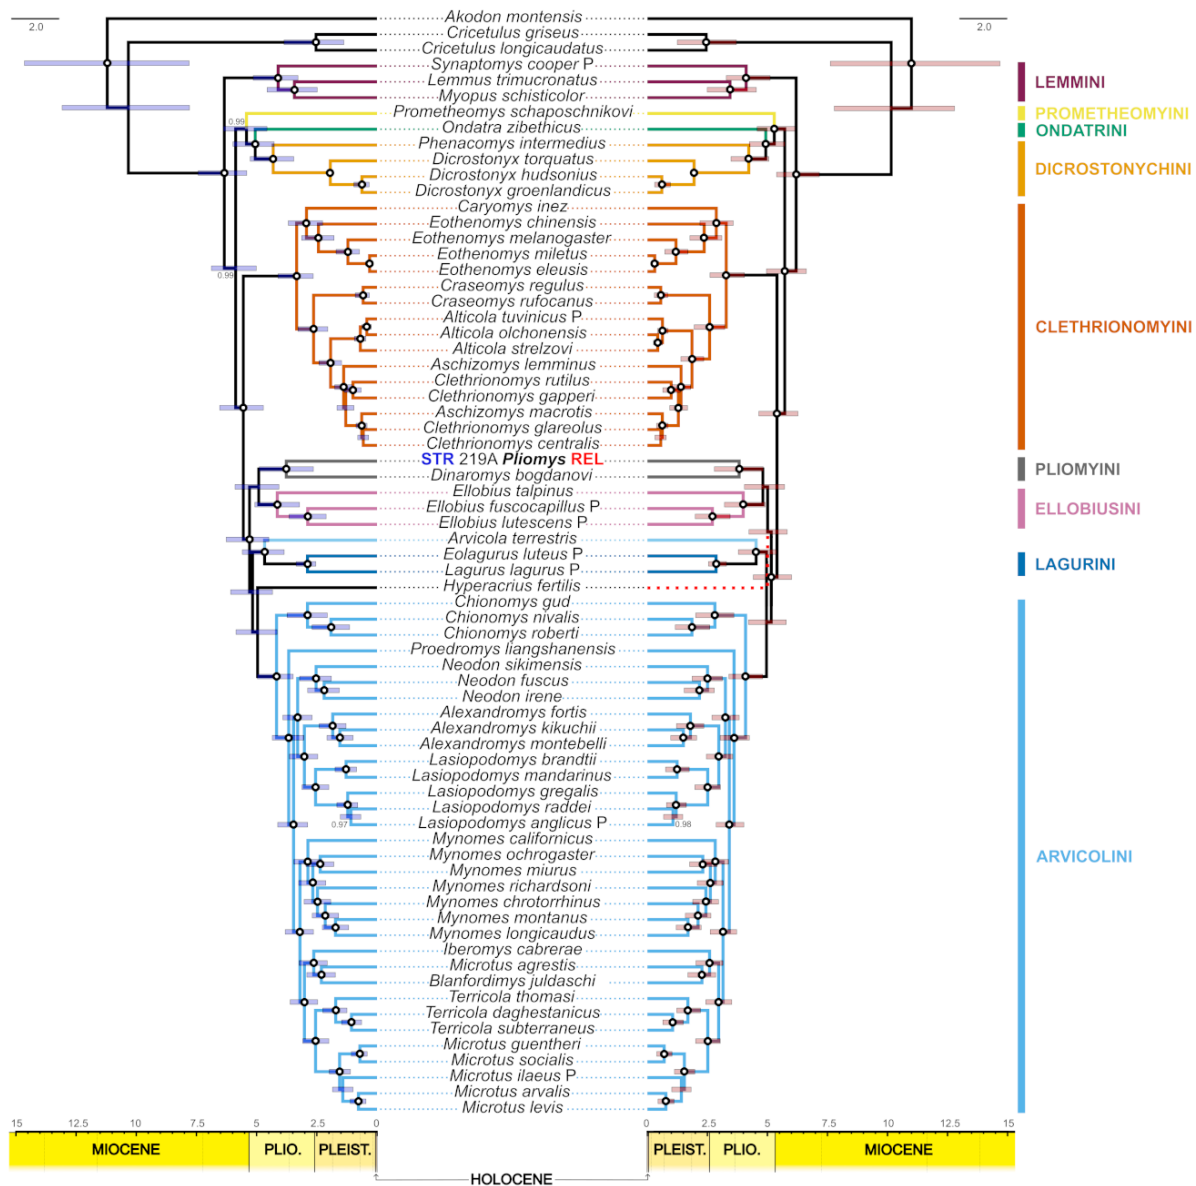 2.0
2.0
Akodon montensis
Cricetulus griseus
Cricetulus longicaudatus
Synaptomys cooper P
Lemmus trimucronatus
LEMMINI
Myopus schisticolor
Prometheomys schaposchnikovi
PROMETHEOMYINI
0.99
Ondatra zibethicus
ONDATRINI
Phenacomys intermedius
Dicrostonyx torquatus
DICROSTONYCHINI
Dicrostonyx hudsonius
Dicrostonyx groenlandicus
Caryomys inez
Eothenomys chinensis
Eothenomys melanogaster
Eothenomys miletus
Eothenomys eleusis
0.99
Craseomys regulus
Craseomys rufocanus
Alticola tuvinicus P
CLETHRIONOMYINI
Alticola olchonensis
Alticola strelzovi
Aschizomys lemminus
Clethrionomys rutilus
Clethrionomys gapperi
Aschizomys macrotis
Clethrionomys glareolus
Clethrionomys centralis
STR 219A Pliomys REL
PLIOMYINI
Dinaromys bogdanovi
Ellobius talpinus
Ellobius fuscocapillus P
ELLOBIUSINI
Ellobius lutescens P
Arvicola terrestris
Eolagurus luteus P
LAGURINI
Lagurus lagurus P
Hyperacrius fertilis
Chionomys gud
Chionomys nivalis
Chionomys roberti
Proedromys liangshanensis
Neodon sikimensis
Neodon fuscus
Neodon irene
Alexandromys fortis
Alexandromys kikuchii
Alexandromys montebelli
Lasiopodomys brandtii
Lasiopodomys mandarinus
Lasiopodomys gregalis
Lasiopodomys raddei
0.97
Lasiopodomys anglicus P
0.98
Mynomes californicus
Mynomes ochrogaster
ARVICOLINI
Mynomes miurus
Mynomes richardsoni
Mynomes chrotorrhinus
Mynomes montanus
Mynomes longicaudus
Iberomys cabrerae
Microtus agrestis
Blanfordimys juldaschi
Terricola thomasi
Terricola daghestanicus
Terricola subterraneus
Microtus guentheri
Microtus socialis
Microtus ilaeus P
Microtus arvalis
Microtus levis
15 12.5 10 7.5 5 2.5 0
0 2.5 5 7.5 10 12.5 15
MIOCENE PLIO. PLEIST.
PLEIST. PLIO. MIOCENE
HOLOCENE